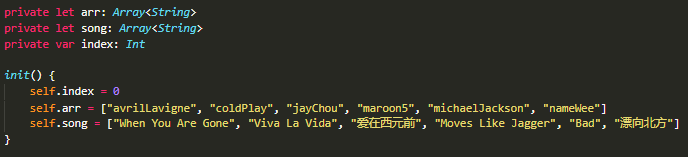 private let arr: Array<String>
private let song: Array<String>
private var index: Int
init() {
self.index = 0
self.arr = ["avrilLavigne", "coldPlay", "jayChou", "maroon5", "michaelJackson", "nameWee"]
self.song = ["When You Are Gone", "Viva La Vida", "爱在西元前", "Moves Like Jagger", "Bad", "漂向北方"]
}